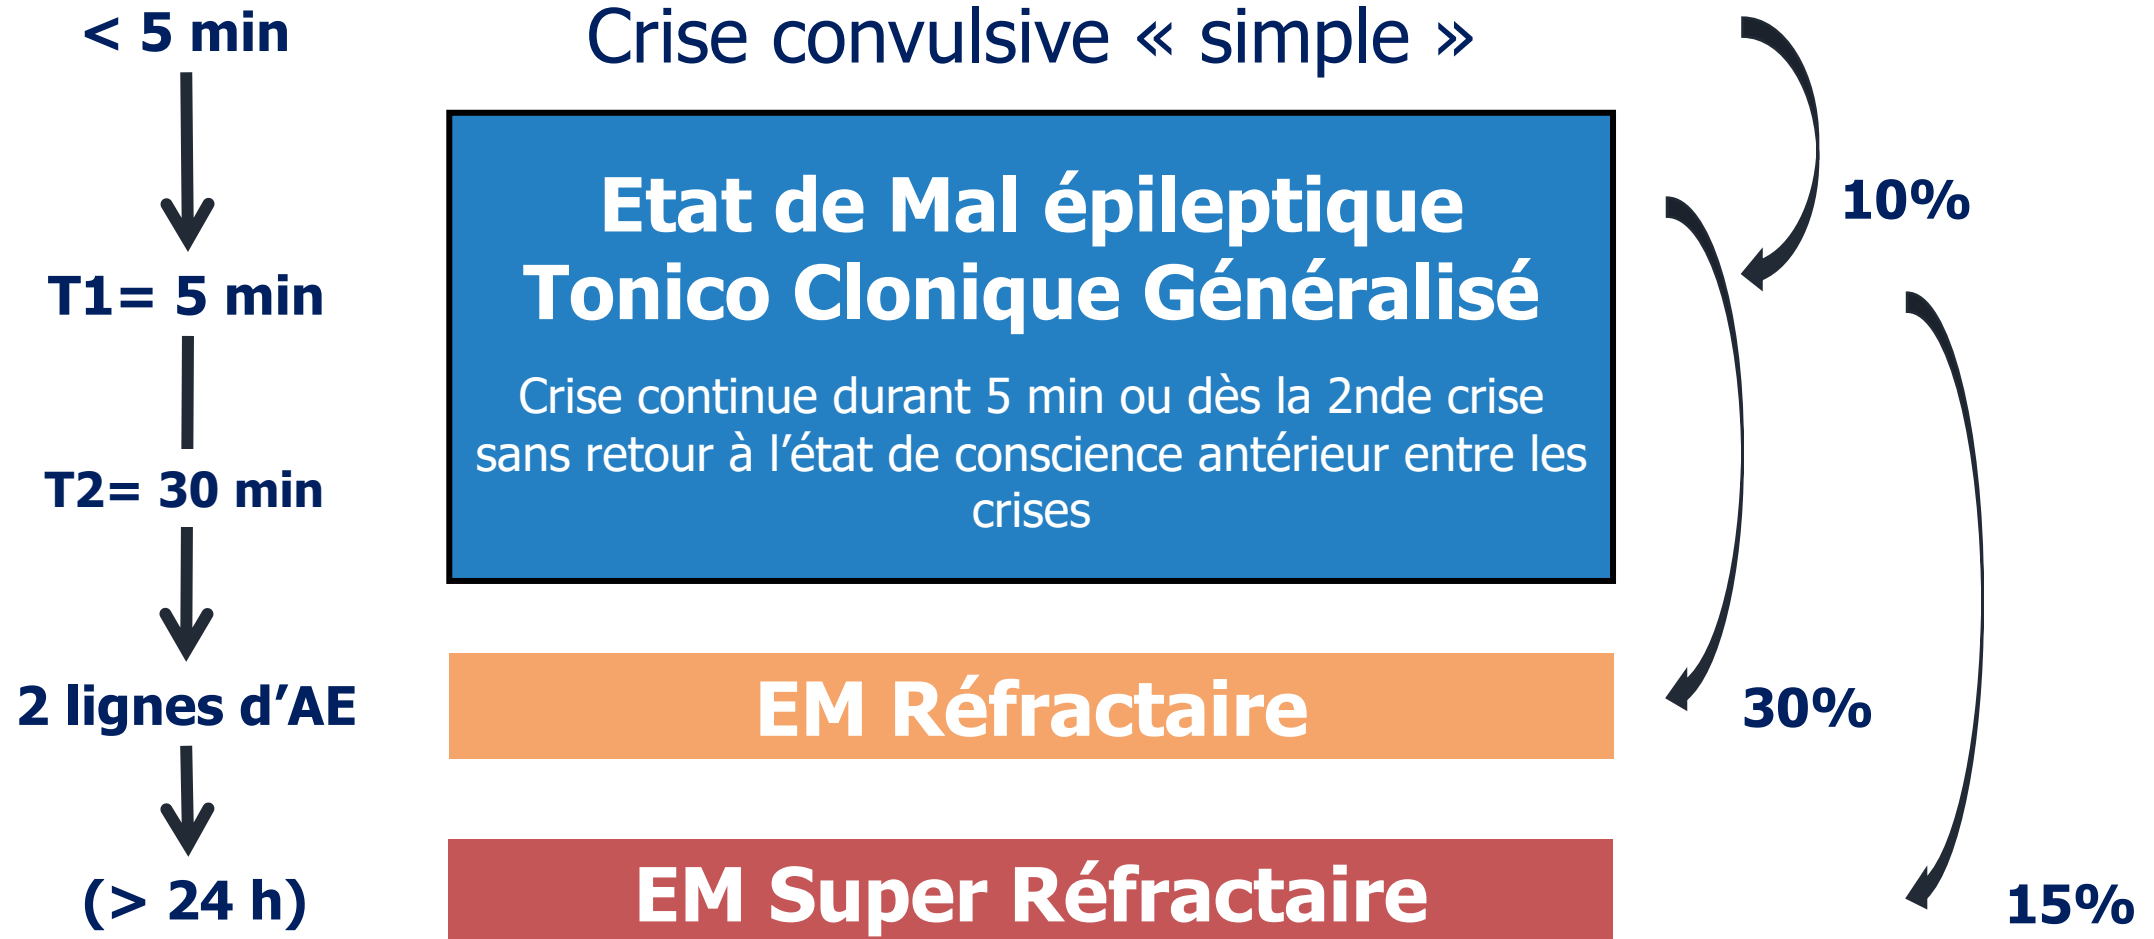 < 5 min
Crise convulsive « simple »
10%
Etat de Mal épileptique
Tonico Clonique Généralisé
T1= 5 min
Crise continue durant 5 min ou dès la 2nde crise
sans retour à l’état de conscience antérieur entre les
crises
T2= 30 min
2 lignes d’AE
EM Réfractaire
30%
(> 24 h)
EM Super Réfractaire
15%